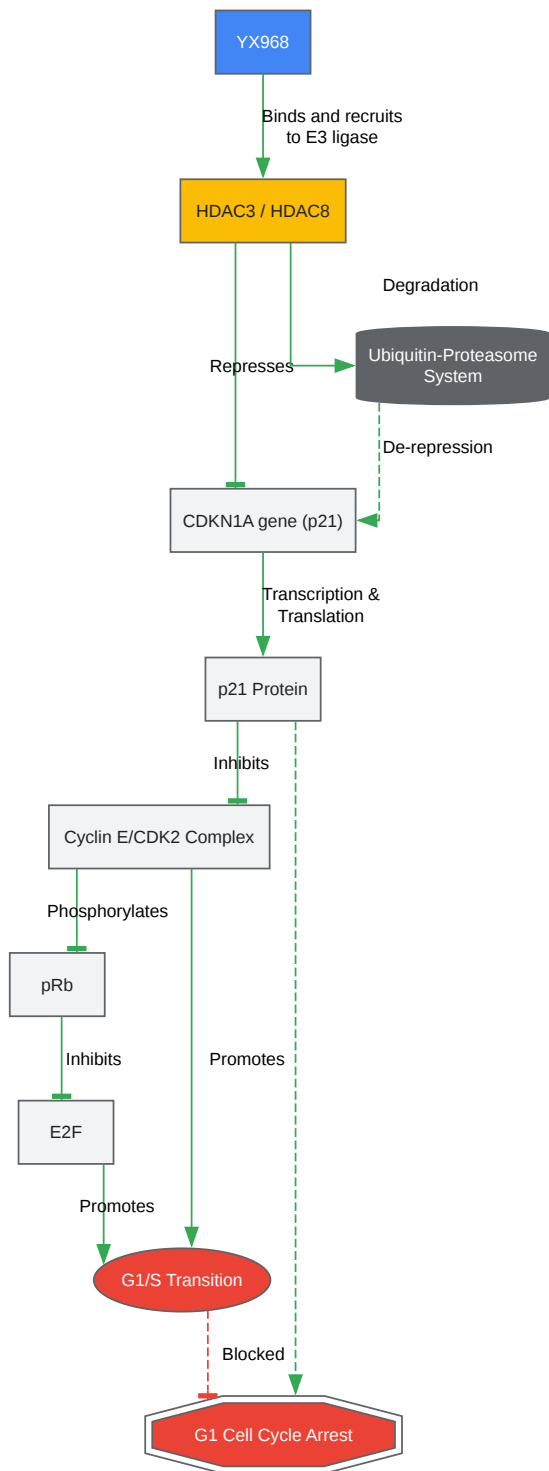 YX968
Binds and recruits
to E3 ligase
HDAC3 / HDAC8
Degradation
Ubiquitin-Proteasome
System
Represses
De-repression
CDKN1A gene (p21)
Transcription &
Translation
p21 Protein
Inhibits
Cyclin E/CDK2 Complex
Phosphorylates
pRb
Inhibits
Promotes
E2F
Promotes
G1/S Transition
Blocked
G1 Cell Cycle Arrest